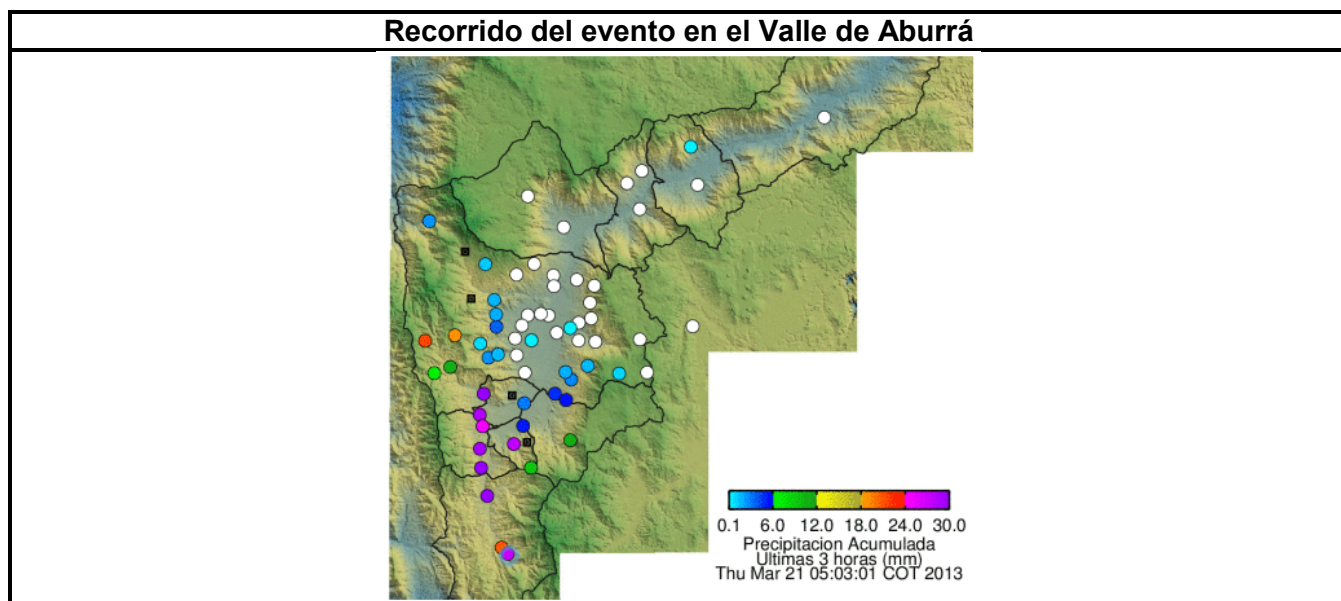 Recorrido del evento en el Valle de Aburrá
0.1 6.0 12.0 18.0 24.0 30.0
Precipitacion Acumulada
Ultimas 3 horas (mm)
Thu Mar 21 05:03:01 COT 2013